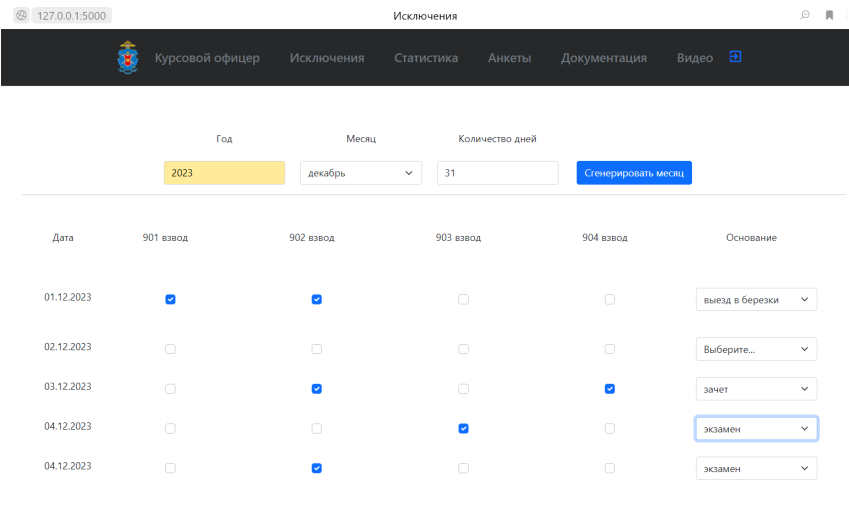 127.0.0.1:5000 Исключения
Курсовой офицер Исключения Статистика Анкеты Документация Видео
Год Месяц Количество дней
2023 декабрь 31 Сгенерировать месяц
Дата 901 взвод 902 взвод 903 взвод 904 взвод Основание
01.12.2023 выезд в березки
02.12.2023 Выберите...
03.12.2023 зачет
04.12.2023 экзамен
04.12.2023 экзамен